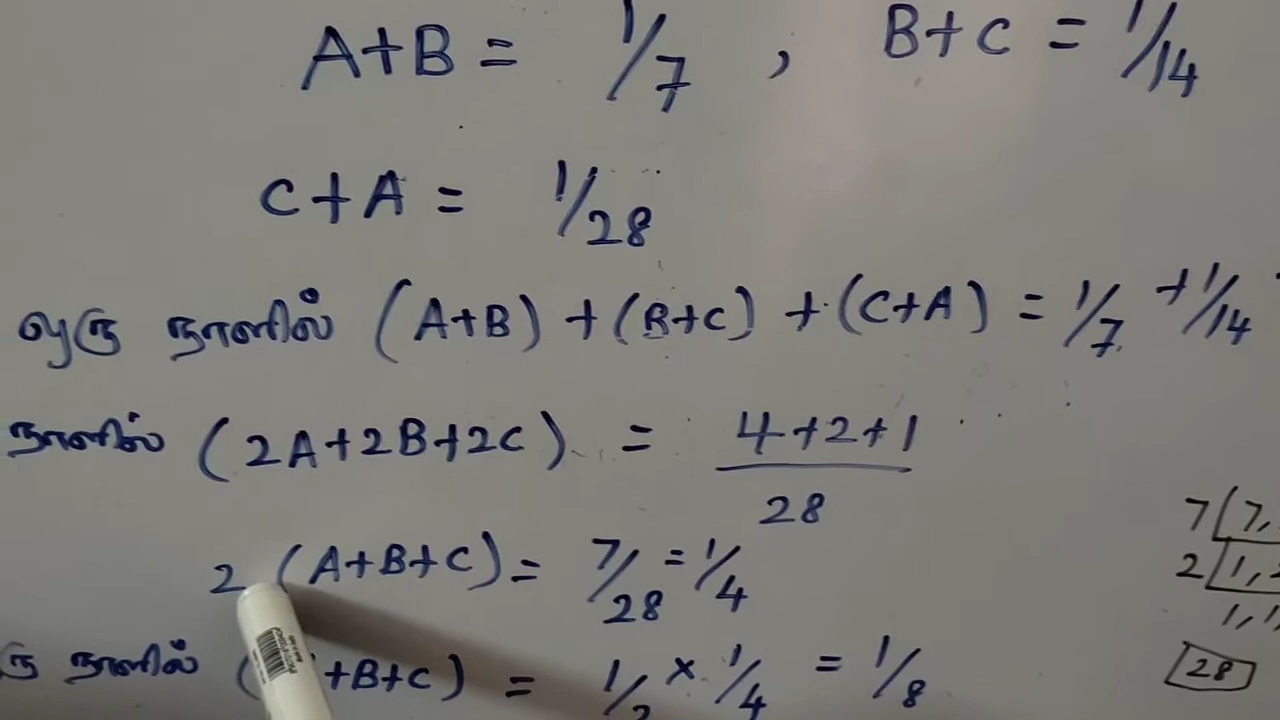 A+B = 1/7 , B+C = 1/14
C+A = 1/28
ஒரு நாளில் (A+B) + (B+C) + (C+A) = 1/7 + 1/14
நாளில் (2A+2B+2C) = 4+2+1
28
2 (A+B+C) = 7/28 = 1/4
நாளில் ( +B+C) = 1/2 × 1/4 = 1/8
7 7,
2 1,
1, 1,
28